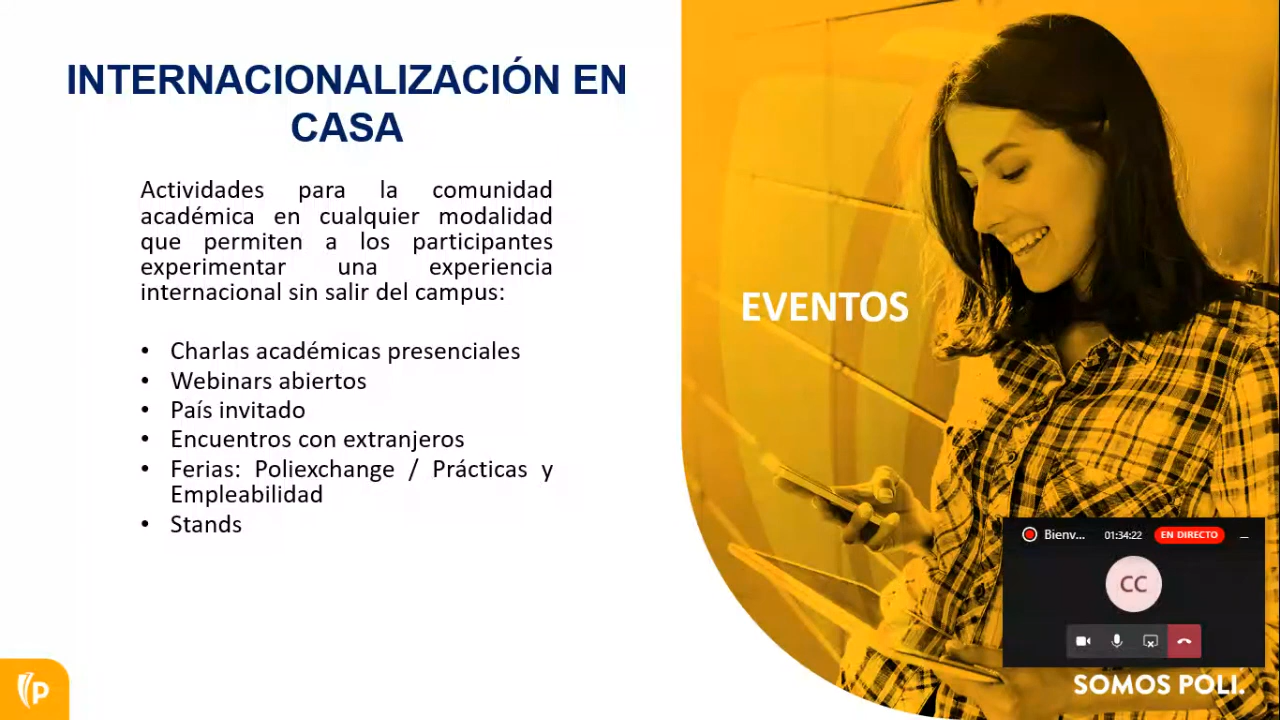 INTERNACIONALIZACIÓN EN
CASA
Actividades para la comunidad
académica en cualquier modalidad
que permiten a los participantes
experimentar una experiencia
internacional sin salir del campus:
• Charlas académicas presenciales
• Webinars abiertos
• País invitado
• Encuentros con extranjeros
• Ferias: Poliexchange / Prácticas y
Empleabilidad
• Stands
EVENTOS
Bienv... 01:34:22 EN DIRECTO
CC
SOMOS POLI.
p